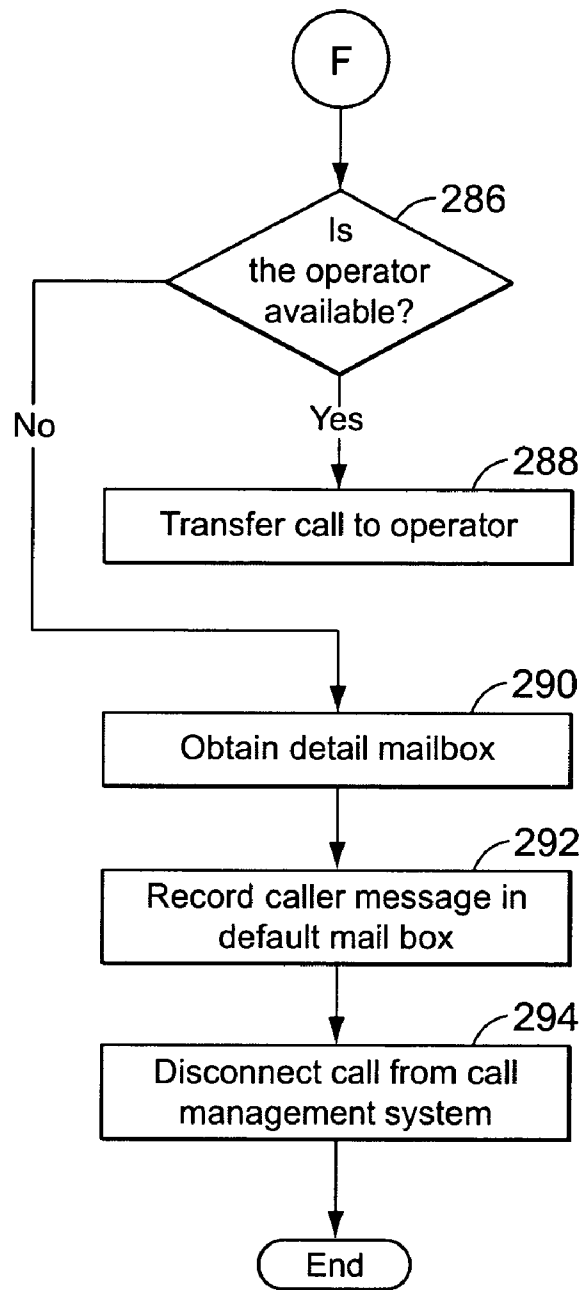 F
286
Is
the operator
available?
No
Yes
288
Transfer call to operator
290
Obtain detail mailbox
292
Record caller message in
default mail box
294
Disconnect call from call
management system
End